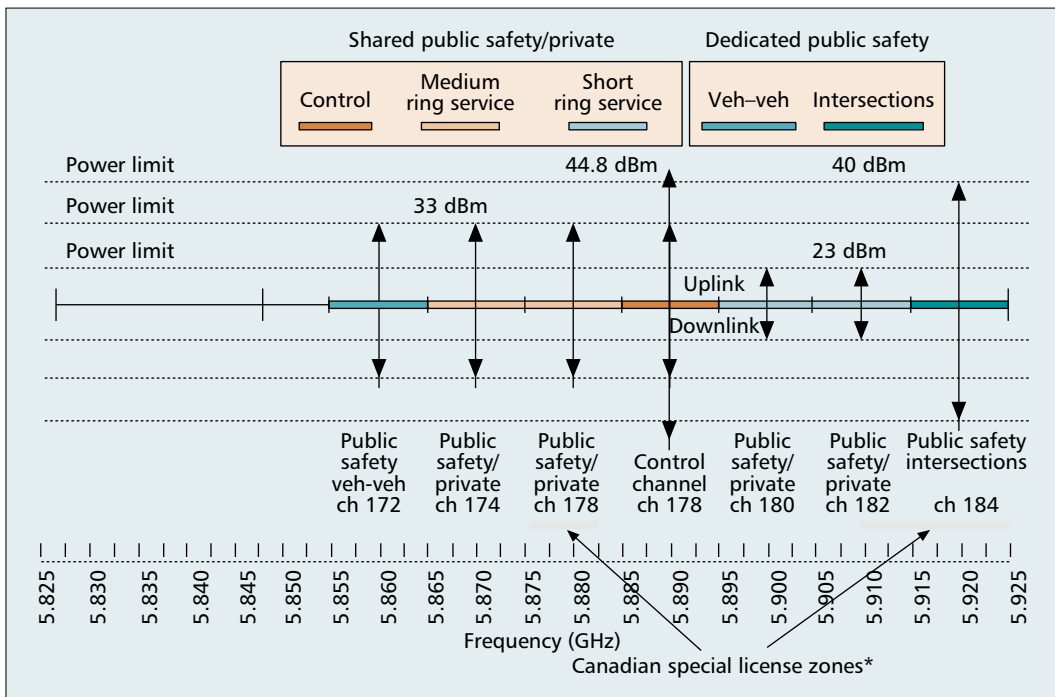 Shared public safety/private
Dedicated public safety
Control
Medium
ring service
Short
ring service
Veh–veh
Intersections
Power limit
44.8 dBm
40 dBm
Power limit
33 dBm
Power limit
23 dBm
Uplink
Downlink
Public
safety
veh-veh
ch 172
Public
safety/
private
ch 174
Public
safety/
private
ch 178
Control
channel
ch 178
Public
safety/
private
ch 180
Public
safety/
private
ch 182
Public safety
intersections
ch 184
5.825
5.830
5.835
5.840
5.845
5.850
5.855
5.860
5.865
5.870
5.875
5.880
5.885
5.890
5.895
5.900
5.905
5.910
5.915
5.920
5.925
Frequency (GHz)
Canadian special license zones*